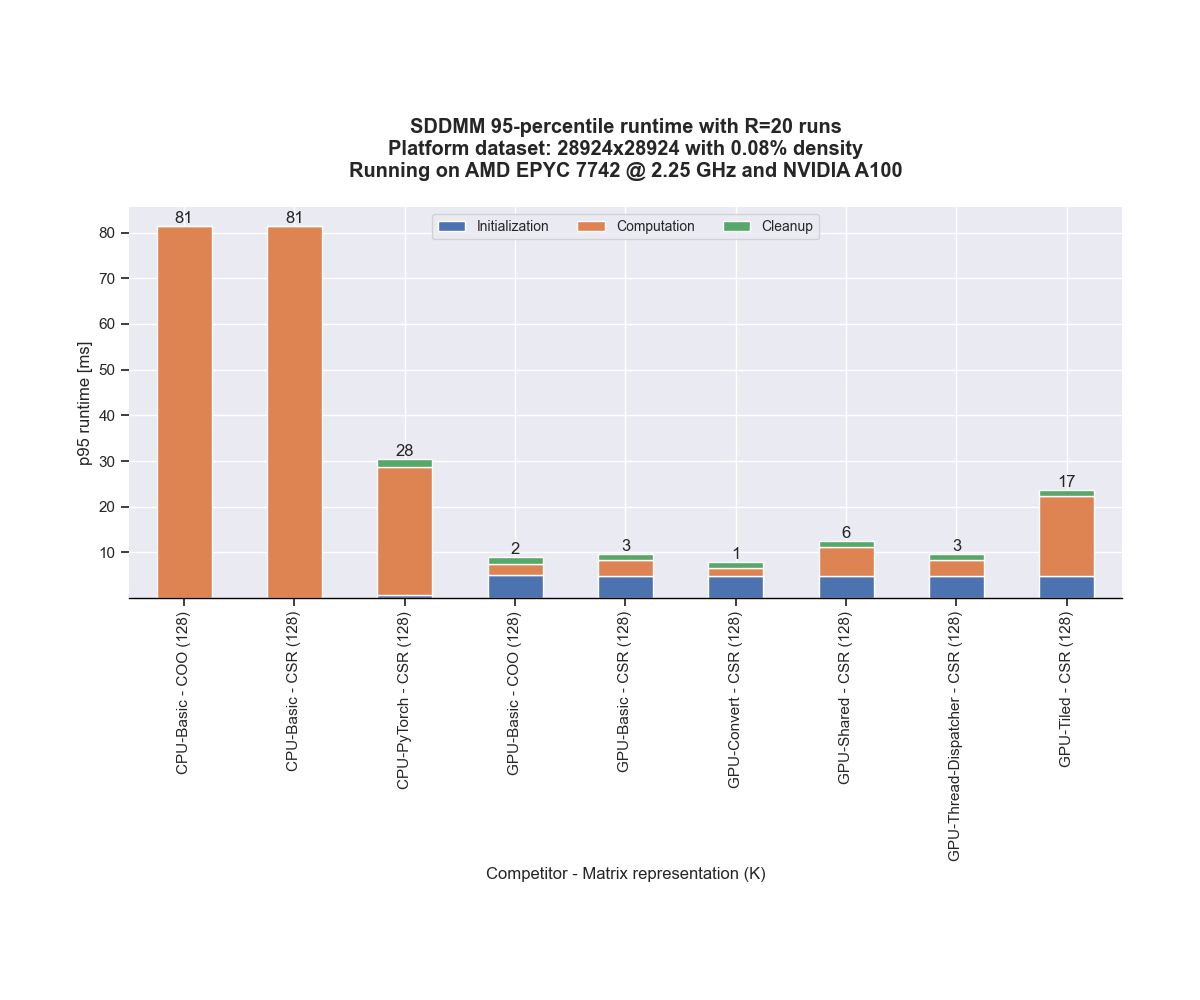 SDDMM 95-percentile runtime with R=20 runs
Platform dataset: 28924x28924 with 0.08% density
Running on AMD EPYC 7742 @ 2.25 GHz and NVIDIA A100
Initialization
Computation
Cleanup
81
81
28
2
3
1
6
3
17
p95 runtime [ms]
80
70
60
50
40
30
20
10
CPU-Basic - COO (128)
CPU-Basic - CSR (128)
CPU-PyTorch - CSR (128)
GPU-Basic - COO (128)
GPU-Basic - CSR (128)
GPU-Convert - CSR (128)
GPU-Shared - CSR (128)
GPU-Thread-Dispatcher - CSR (128)
GPU-Tiled - CSR (128)
Competitor - Matrix representation (K)